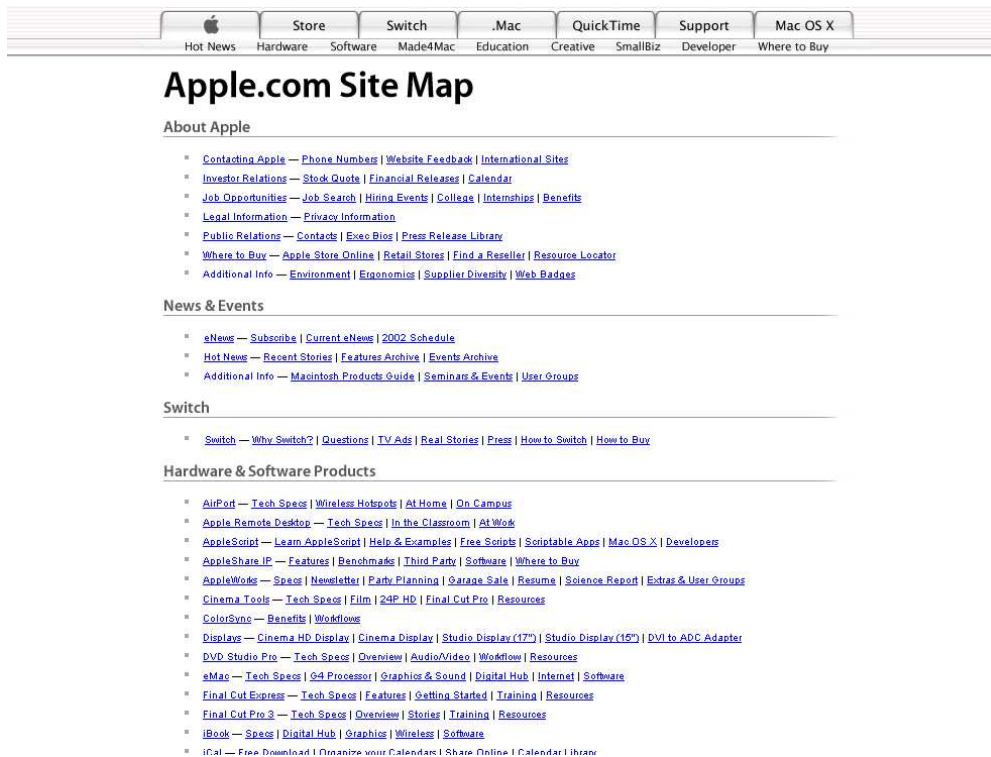 Store Switch .Mac QuickTime Support Mac OS X
Hot News Hardware Software Made4Mac Education Creative SmallBiz Developer Where to Buy
Apple.com Site Map
About Apple
Contacting Apple — Phone Numbers | Website Feedback | International Sites
Investor Relations — Stock Quote | Financial Releases | Calendar
Job Opportunities — Job Search | Hiring Events | College | Internships | Benefits
Legal Information — Privacy Information
Public Relations — Contacts | Exec Bios | Press Release Library
Where to Buy — Apple Store Online | Retail Stores | Find a Reseller | Resource Locator
Additional Info — Environment | Ergonomics | Supplier Diversity | Web Badges
News & Events
eNews — Subscribe | Current eNews | 2002 Schedule
Hot News — Recent Stories | Features Archive | Events Archive
Additional Info — Macintosh Products Guide | Seminars & Events | User Groups
Switch
Switch — Why Switch? | Questions | TV Ads | Real Stories | Press | How to Switch | How to Buy
Hardware & Software Products
AirPort — Tech Specs | Wireless Hotspots | At Home | On Campus
Apple Remote Desktop — Tech Specs | In the Classroom | At Work
AppleScript — Learn AppleScript | Help & Examples | Free Scripts | Scriptable Apps | Mac OS X | Developers
AppleShare IP — Features | Benchmarks | Third Party | Software | Where to Buy
AppleWorks — Specs | Newsletter | Party Planning | Garage Sale | Resume | Science Report | Extras & User Groups
Cinema Tools — Tech Specs | Film | 24P HD | Final Cut Pro | Resources
ColorSync — Benefits | Workflows
Displays — Cinema HD Display | Cinema Display | Studio Display (17") | Studio Display (15") | DVI to ADC Adapter
DVD Studio Pro — Tech Specs | Overview | Audio/Video | Workflow | Resources
eMac — Tech Specs | G4 Processor | Graphics & Sound | Digital Hub | Internet | Software
Final Cut Express — Tech Specs | Features | Getting Started | Training | Resources
Final Cut Pro 3 — Tech Specs | Overview | Stories | Training | Resources
iBook — Specs | Digital Hub | Graphics | Wireless | Software
iCal — Free Download | Organize your Calendars | Share Online | Calendar Library